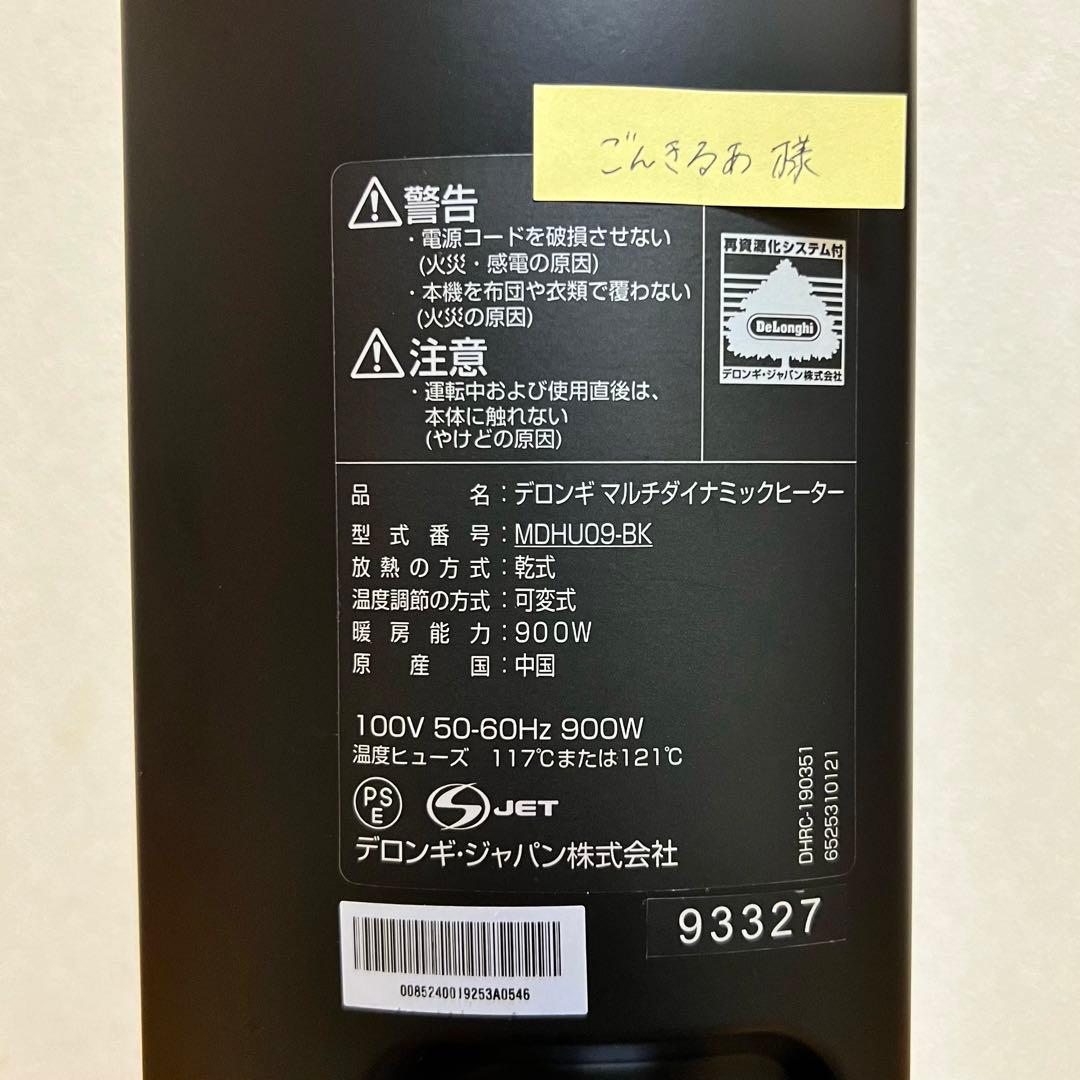 ごんきるあ 様
警告
・電源コードを破損させない
(火災・感電の原因)
・本機を布団や衣類で覆わない
(火災の原因)
注意
・運転中および使用直後は、
本体に触れない
(やけどの原因)
再資源化システム付
DeLonghi
デロンギ・ジャパン株式会社
品名：デロンギ マルチダイナミックヒーター
型式番号：MDHU09-BK
放熱の方式：乾式
温度調節の方式：可変式
暖房能力：900W
原産国：中国
100V 50-60Hz 900W
温度ヒューズ 117℃または121℃
PSE
JET
デロンギ・ジャパン株式会社
DHRC-190351
6525310121
93327
0085240019253A0546